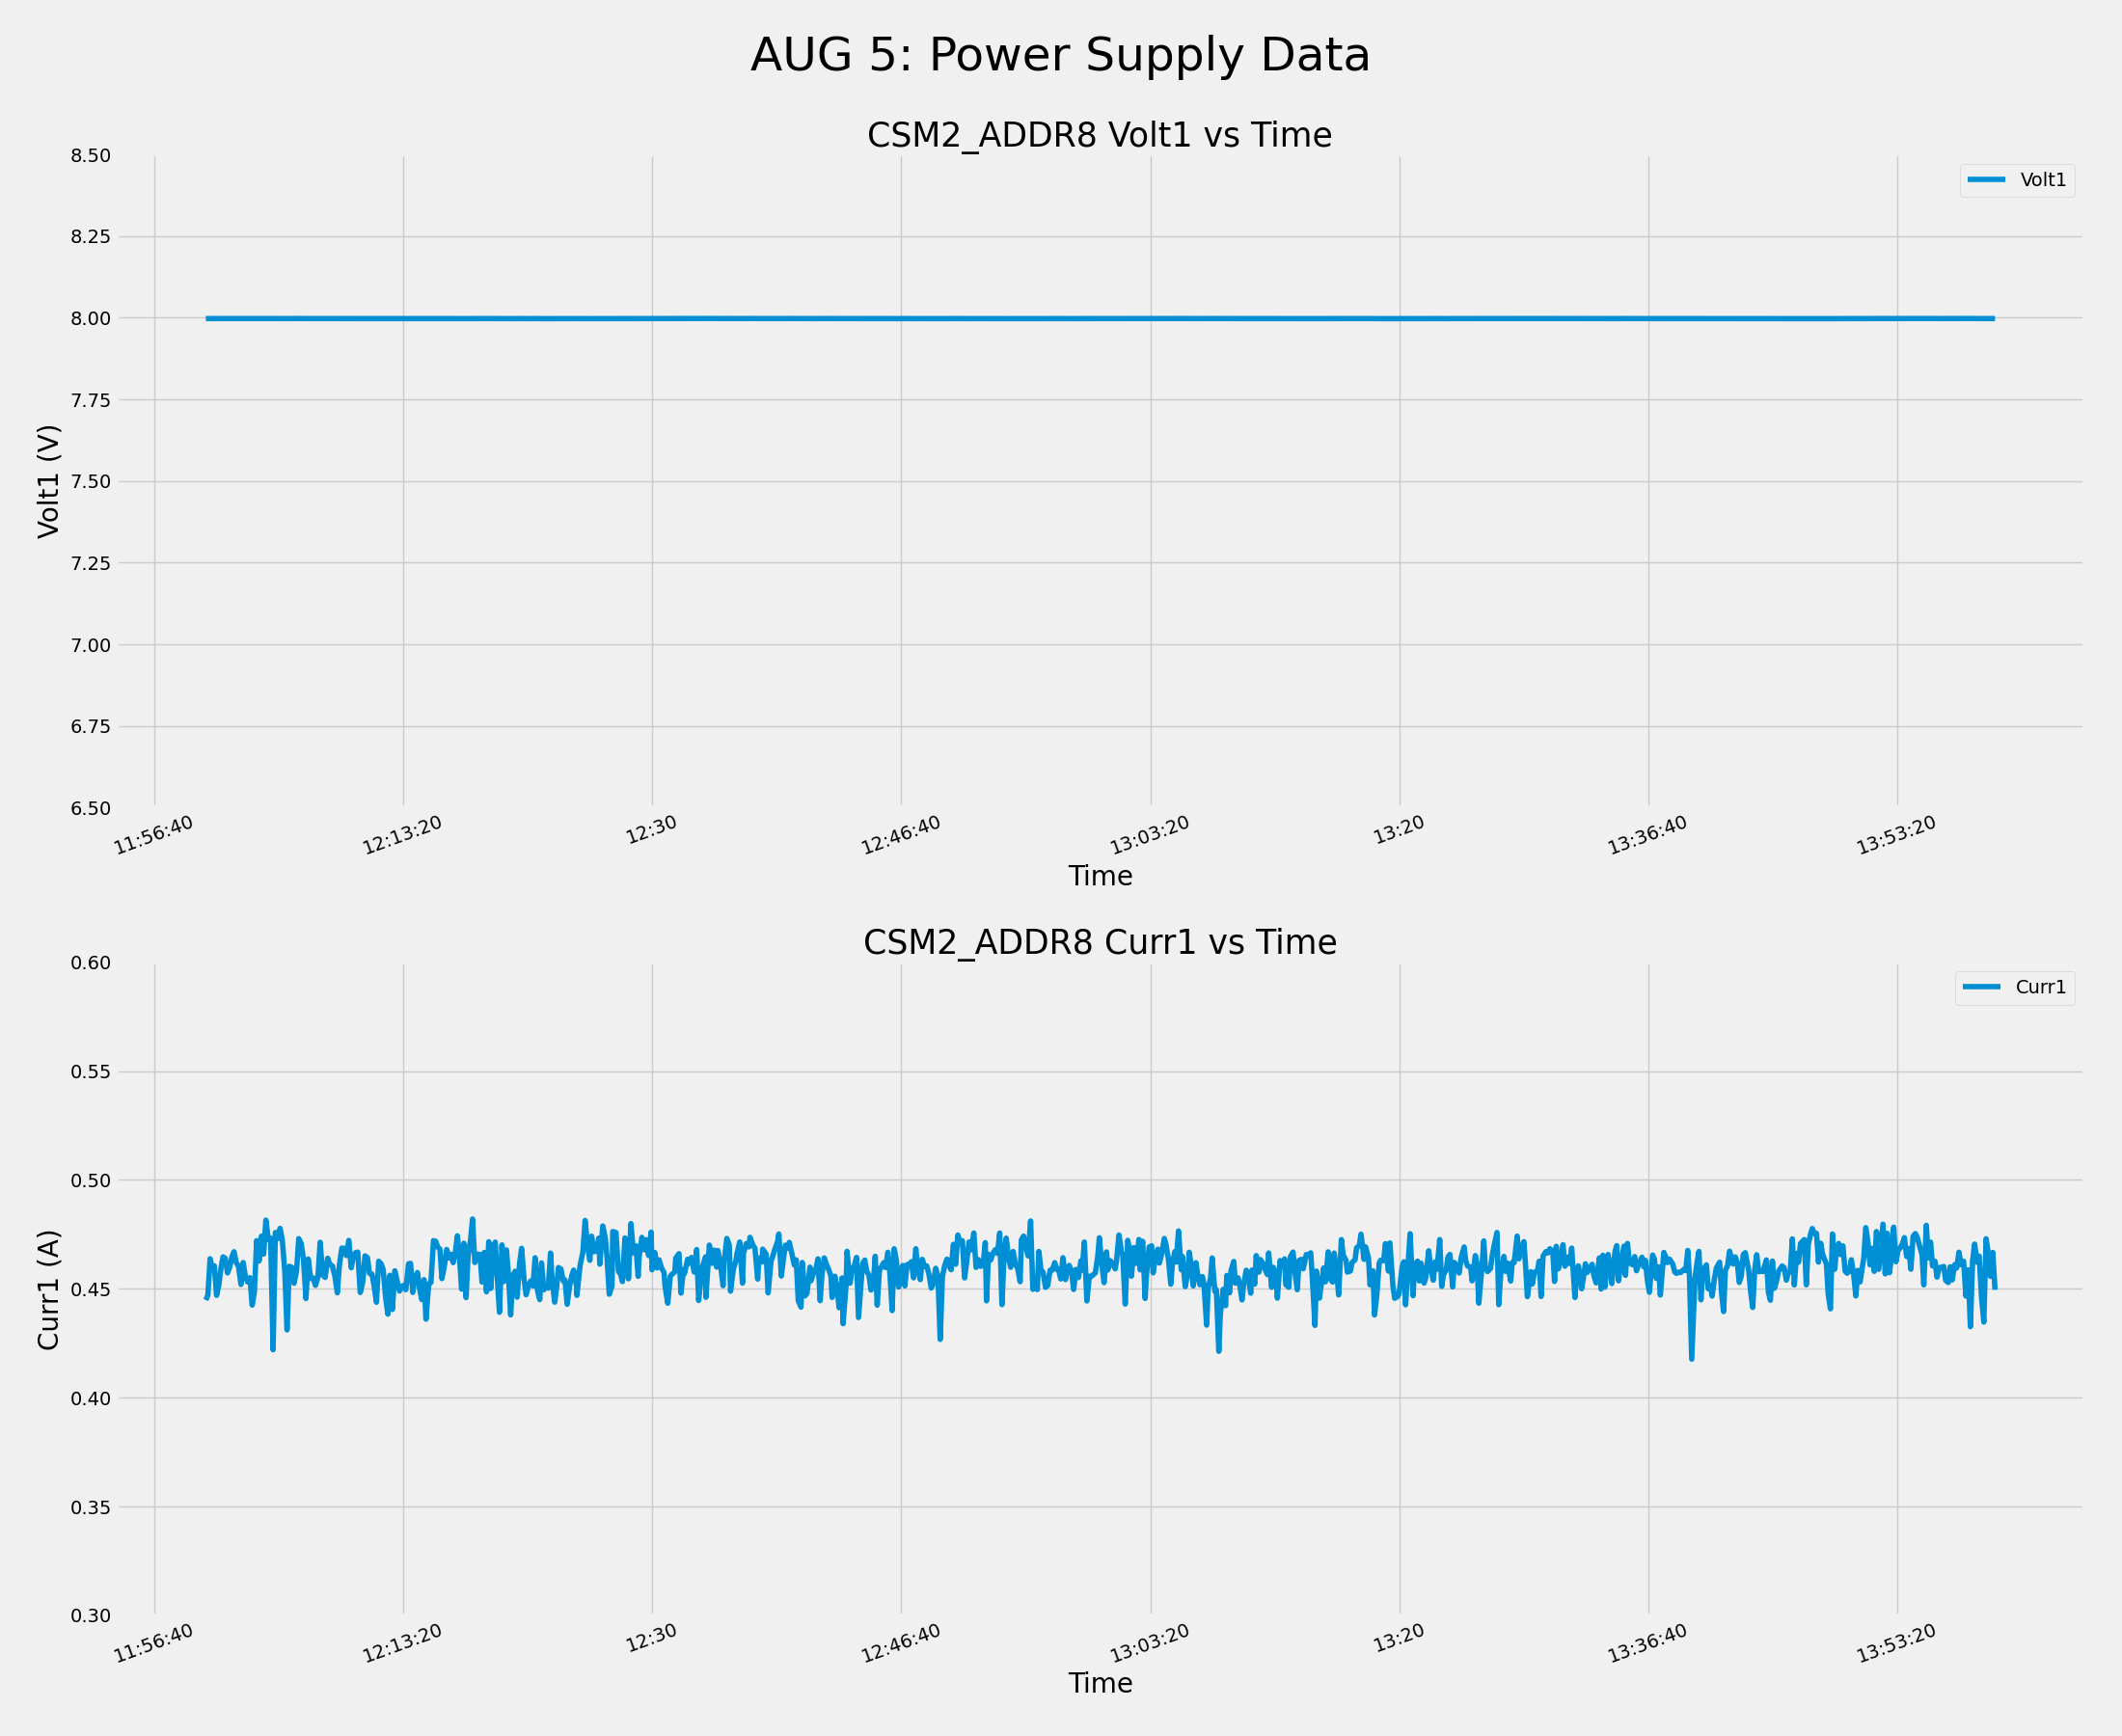 AUG 5: Power Supply Data
CSM2_ADDR8 Volt1 vs Time
Volt1
8.50
8.25
8.00
7.75
7.50
7.25
7.00
6.75
6.50
Volt1 (V)
11:56:40 12:13:20 12:30 12:46:40 13:03:20 13:20 13:36:40 13:53:20
Time
CSM2_ADDR8 Curr1 vs Time
Curr1
0.60
0.55
0.50
0.45
0.40
0.35
0.30
Curr1 (A)
11:56:40 12:13:20 12:30 12:46:40 13:03:20 13:20 13:36:40 13:53:20
Time